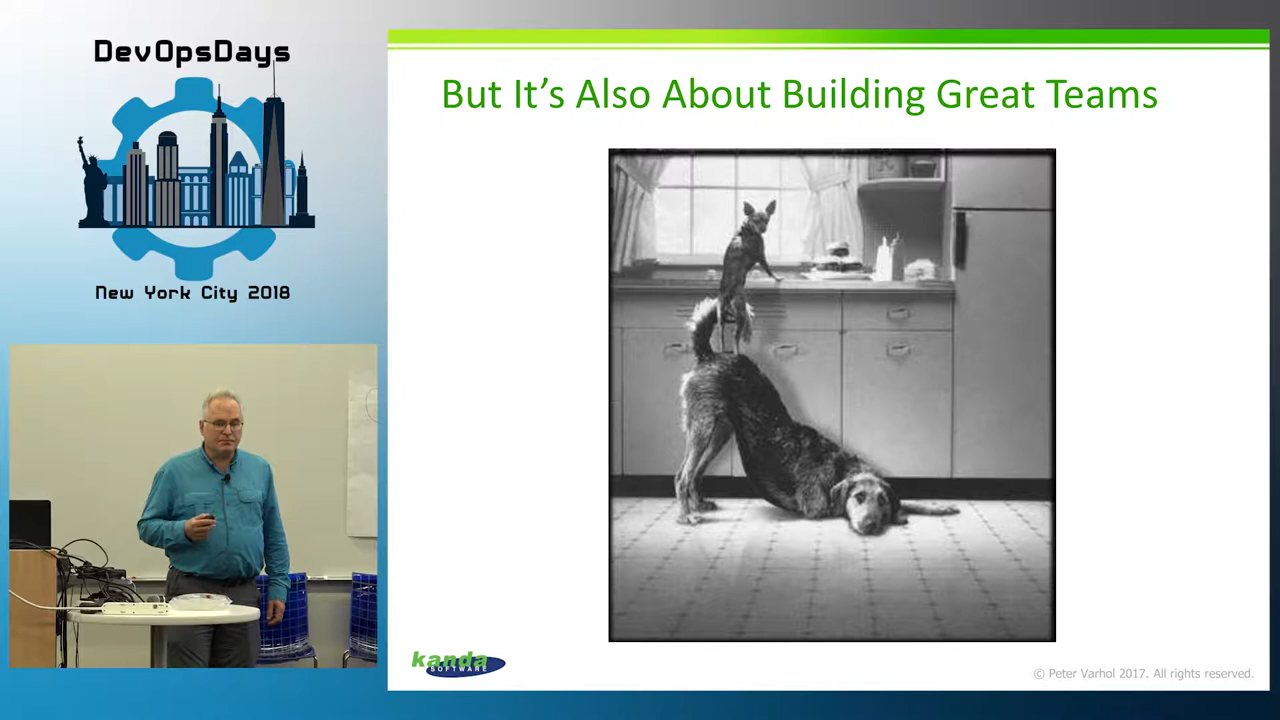 DevOpsDays
New York City 2018
But It's Also About Building Great Teams
kanda
SOFTWARE
© Peter Varhol 2017. All rights reserved.